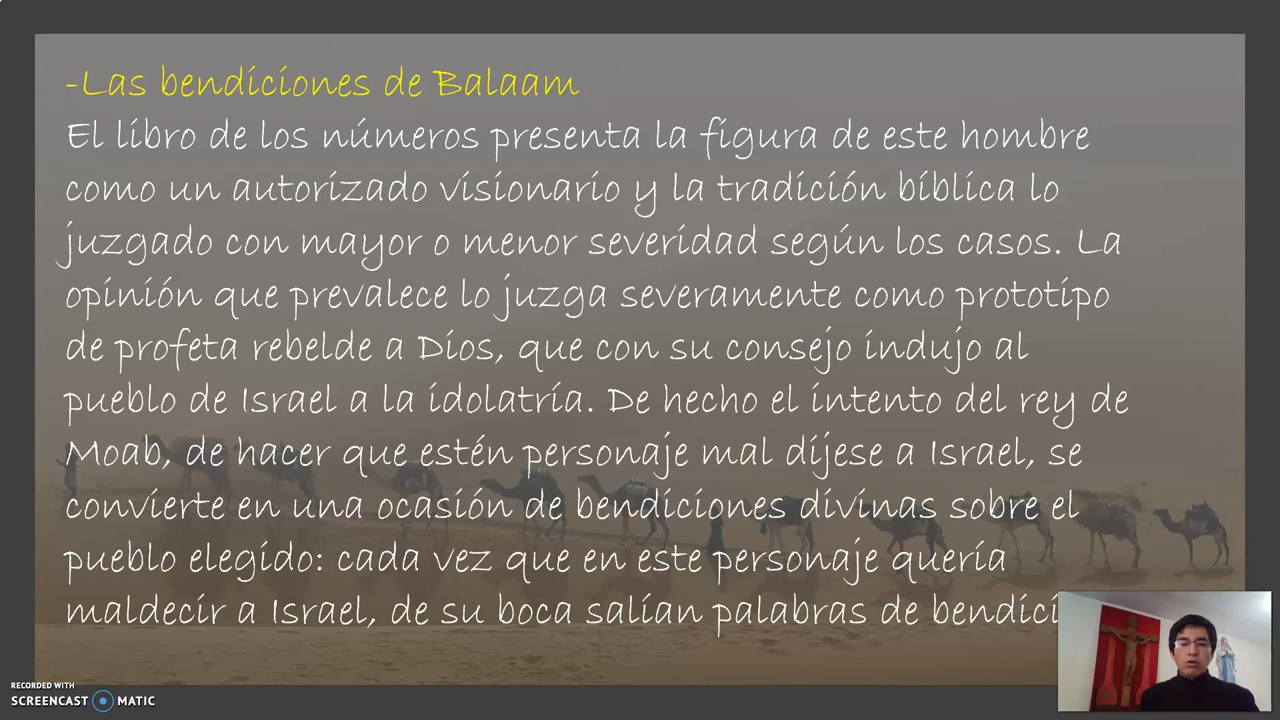 -Las bendiciones de Balaam
El libro de los números presenta la figura de este hombre
como un autorizado visionario y la tradición bíblica lo
juzgado con mayor o menor severidad según los casos. La
opinión que prevalece lo juzga severamente como prototipo
de profeta rebelde a Dios, que con su consejo indujo al
pueblo de Israel a la idolatría. De hecho el intento del rey de
Moab, de hacer que estén personaje mal dijese a Israel, se
convierte en una ocasión de bendiciones divinas sobre el
pueblo elegido: cada vez que en este personaje quería
maldecir a Israel, de su boca salían palabras de bendici
RECORDED WITH
SCREENCAST MATIC